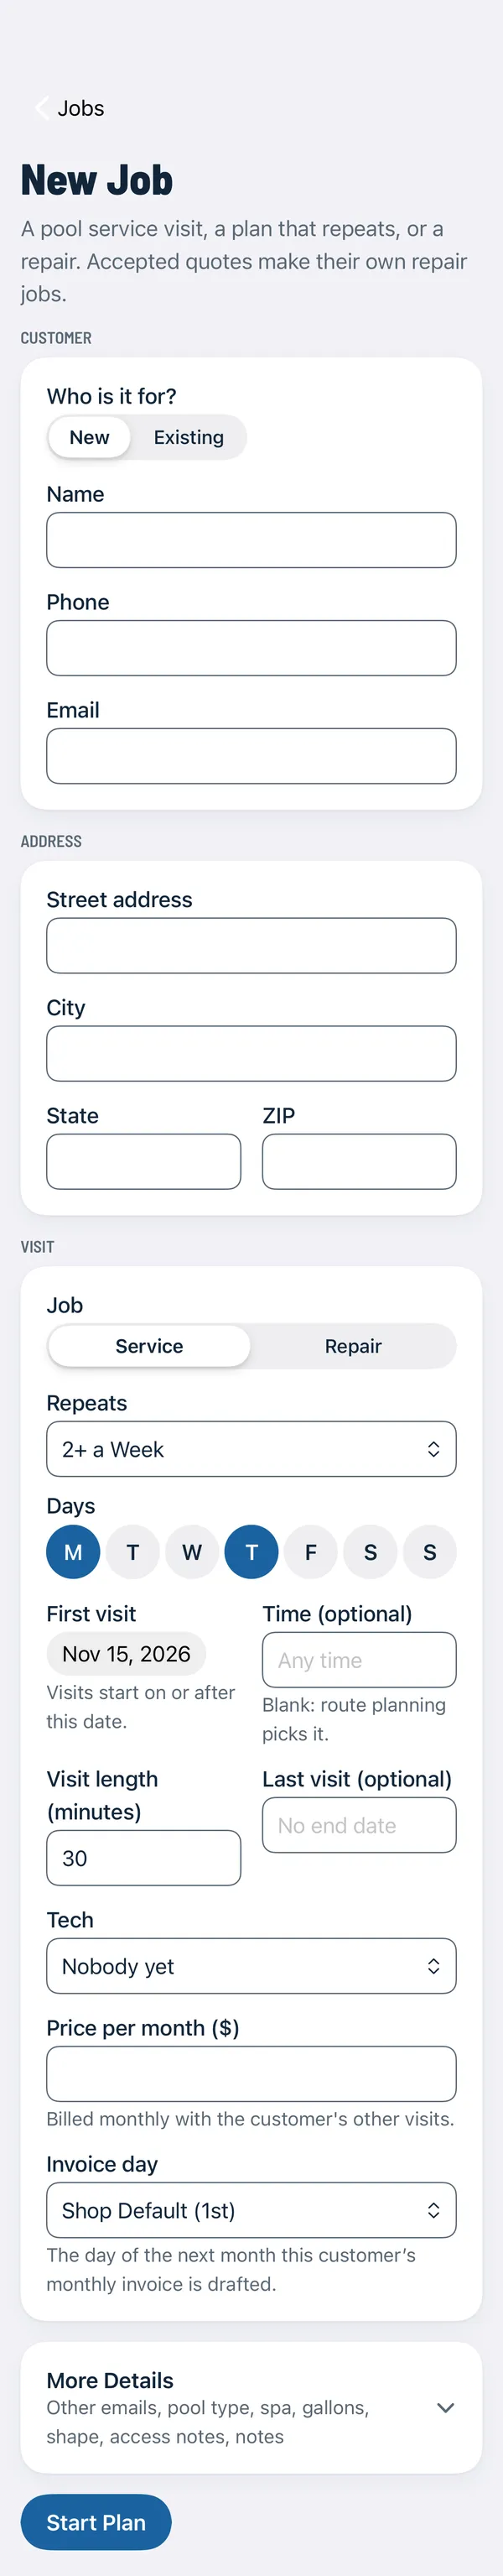 Jobs
New Job
A pool service visit, a plan that repeats, or a
repair. Accepted quotes make their own repair
jobs.
CUSTOMER
Who is it for?
New Existing
Name
Phone
Email
ADDRESS
Street address
City
State ZIP
VISIT
Job
Service Repair
Repeats
2+ a Week
Days
M T W T F S S
First visit
Nov 15, 2026
Visits start on or after
this date.
Time (optional)
Any time
Blank: route planning
picks it.
Visit length
(minutes)
30
Last visit (optional)
No end date
Tech
Nobody yet
Price per month ($)
Billed monthly with the customer's other visits.
Invoice day
Shop Default (1st)
The day of the next month this customer’s
monthly invoice is drafted.
More Details
Other emails, pool type, spa, gallons,
shape, access notes, notes
Start Plan